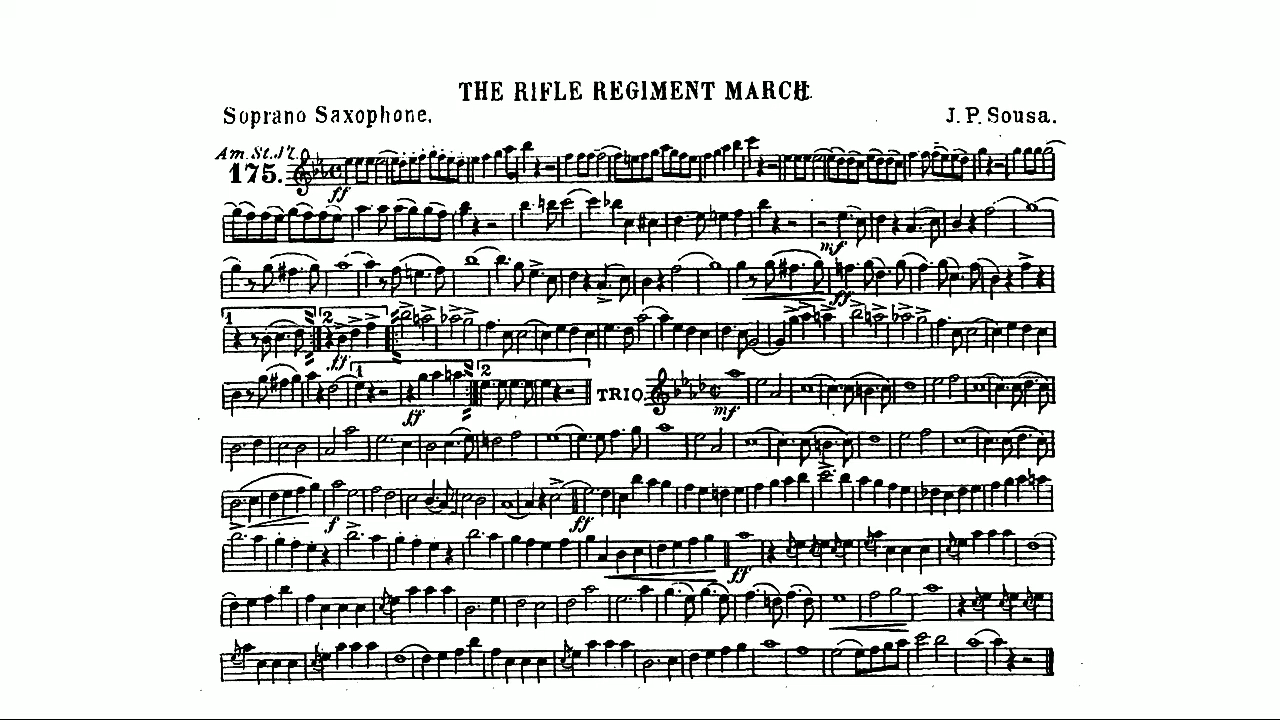 THE RIFLE REGIMENT MARCH.
Soprano Saxophone.
J. P. Sousa.
Am. St. J'l.
175.
ff
mf
ff
1 2
ff
1 2
ff
TRIO.
mf
f
ff
ff